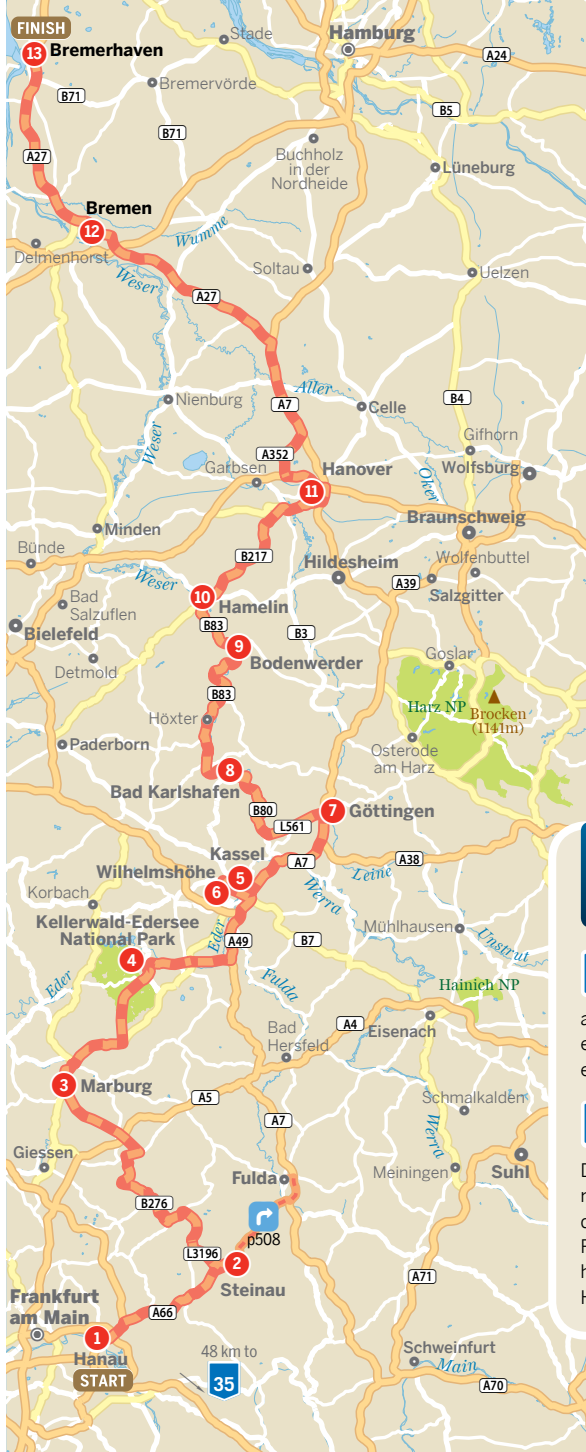 FINISH
13 Bremerhaven
Stade
Hamburg
A24
B71
Bremervörde
B5
A27
B71
Buchholz
in der
Nordheide
Lüneburg
Bremen
12
Wumme
Delmenhorst
Weser
Soltau
Uelzen
A27
Aller
Nienburg
A7
Celle
B4
Weser
A352
Gifhorn
Garbsen
Hanover
Oker
Wolfsburg
11
Minden
Braunschweig
Bünde
B217
Hildesheim
Wolfenbuttel
Weser
A39
Salzgitter
10
Hamelin
Bad
Salzuflen
B83
B3
Bielefeld
9
Bodenwerder
Goslar
Detmold
B83
Harz NP
Brocken
(1141m)
Höxter
Paderborn
Osterode
am Harz
8
Bad Karlshafen
B80
7
Göttingen
L561
Kassel
A7
A38
Leine
Wilhelmshöhe
5
6
Werra
Korbach
Kellerwald-Edersee
National Park
Eder
Mühlhausen
Unstrut
A49
B7
4
Eder
Fulda
Hainich NP
Bad
Hersfeld
A4
Eisenach
3
Marburg
A5
A7
Schmalkalden
Werra
Giessen
Fulda
Meiningen
Suhl
B276
p508
L3196
2
Steinau
Frankfurt
am Main
A66
A71
1
Hanau
START
48 km to
35
Schweinfurt
Main
A70
a
e
e
D
r
c
F
h
H